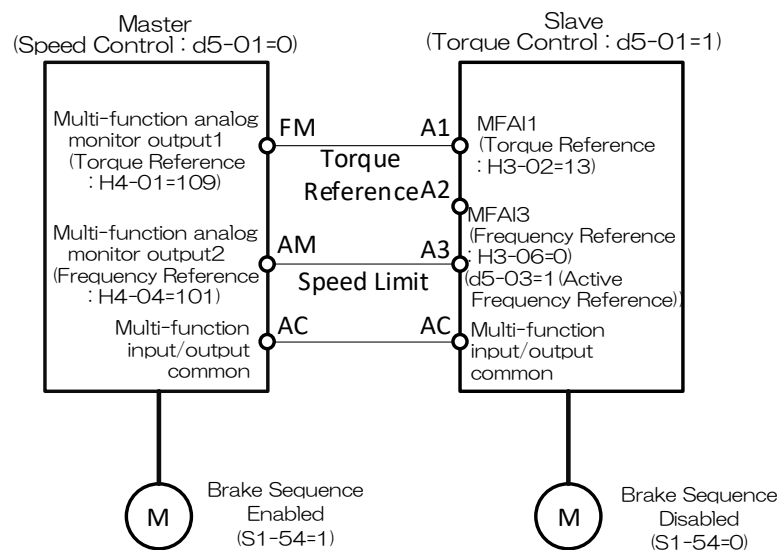 Master
(Speed Control : d5-01=0)
Slave
(Torque Control : d5-01=1)
Multi-function analog
monitor output1
(Torque Reference
: H4-01=109)
FM
Torque
Reference
A1
MFAI1
(Torque Reference
: H3-02=13)
A2
Multi-function analog
monitor output2
(Frequency Reference
: H4-04=101)
AM
Speed Limit
A3
MFAI3
(Frequency Reference
: H3-06=0)
(d5-03=1 (Active
Frequency Reference))
Multi-function
input/output
common
AC
AC
Multi-function
input/output
common
M
Brake Sequence
Enabled
(S1-54=1)
M
Brake Sequence
Disabled
(S1-54=0)